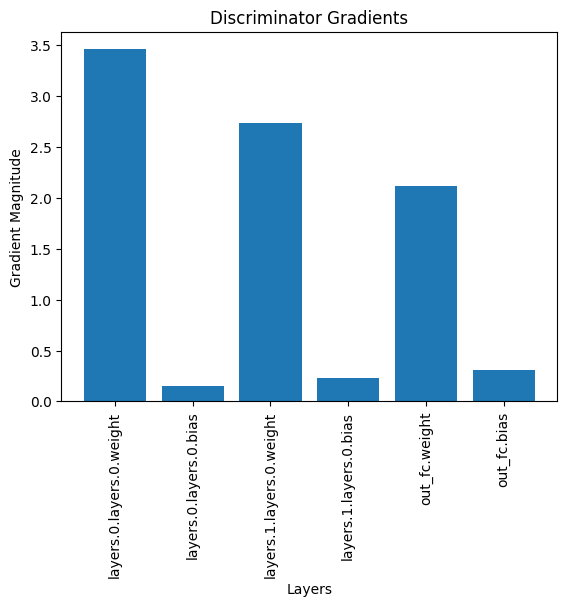 Discriminator Gradients
Gradient Magnitude
3.5
3.0
2.5
2.0
1.5
1.0
0.5
0.0
layers.0.layers.0.weight
layers.0.layers.0.bias
layers.1.layers.0.weight
layers.1.layers.0.bias
out_fc.weight
out_fc.bias
Layers